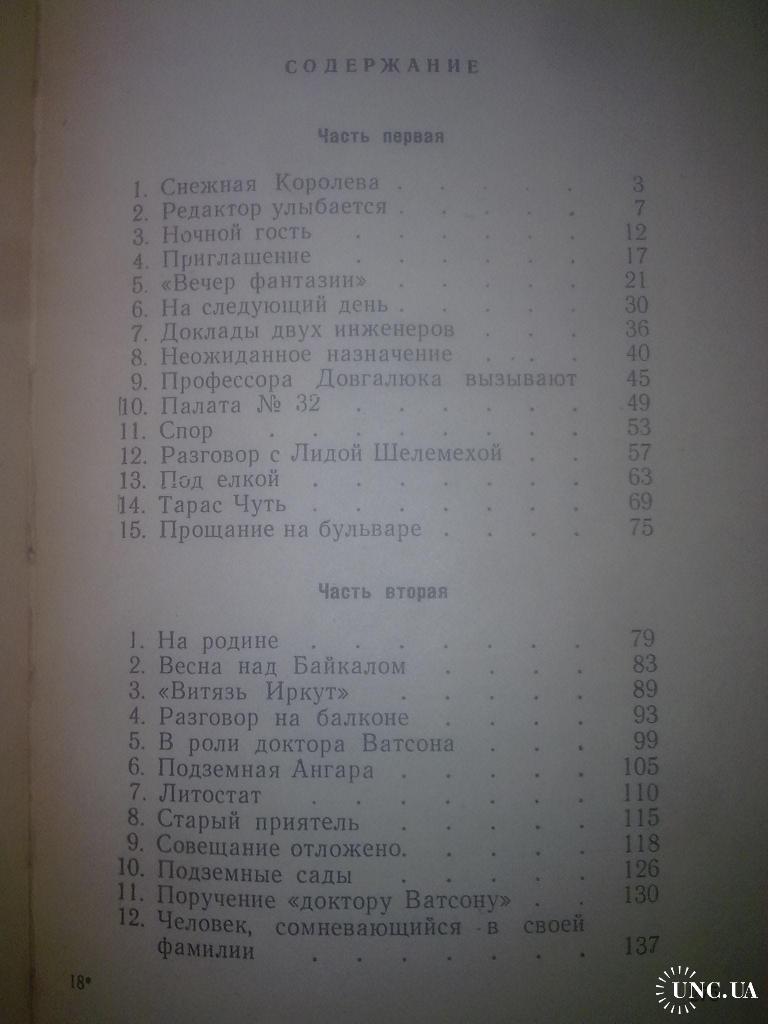 СОДЕРЖАНИЕ
Часть первая
1. Снежная Королева . . . . . 3
2. Редактор улыбается . . . . . 7
3. Ночной гость . . . . . . 12
4. Приглашение . . . . . . 17
5. «Вечер фантазии» . . . . . 21
6. На следующий день . . . . . 30
7. Доклады двух инженеров . . . 36
8. Неожиданное назначение . . . 40
9. Профессора Довгалюка вызывают 45
10. Палата № 32 . . . . . . 49
11. Спор . . . . . . . . 53
12. Разговор с Лидой Шелемехой . . 57
13. Под елкой . . . . . . . 63
14. Тарас Чуть . . . . . . . 69
15. Прощание на бульваре . . . . 75
Часть вторая
1. На родине . . . . . . . 79
2. Весна над Байкалом . . . . 83
3. «Витязь Иркут» . . . . . 89
4. Разговор на балконе . . . . 93
5. В роли доктора Ватсона . . . 99
6. Подземная Ангара . . . . . 105
7. Литостат . . . . . . . 110
8. Старый приятель . . . . . 115
9. Совещание отложено. . . . . 118
10. Подземные сады . . . . . 126
11. Поручение «доктору Ватсону» . . 130
12. Человек, сомневающийся в своей
фамилии . . . . . . . 137
18*
UNC.UA